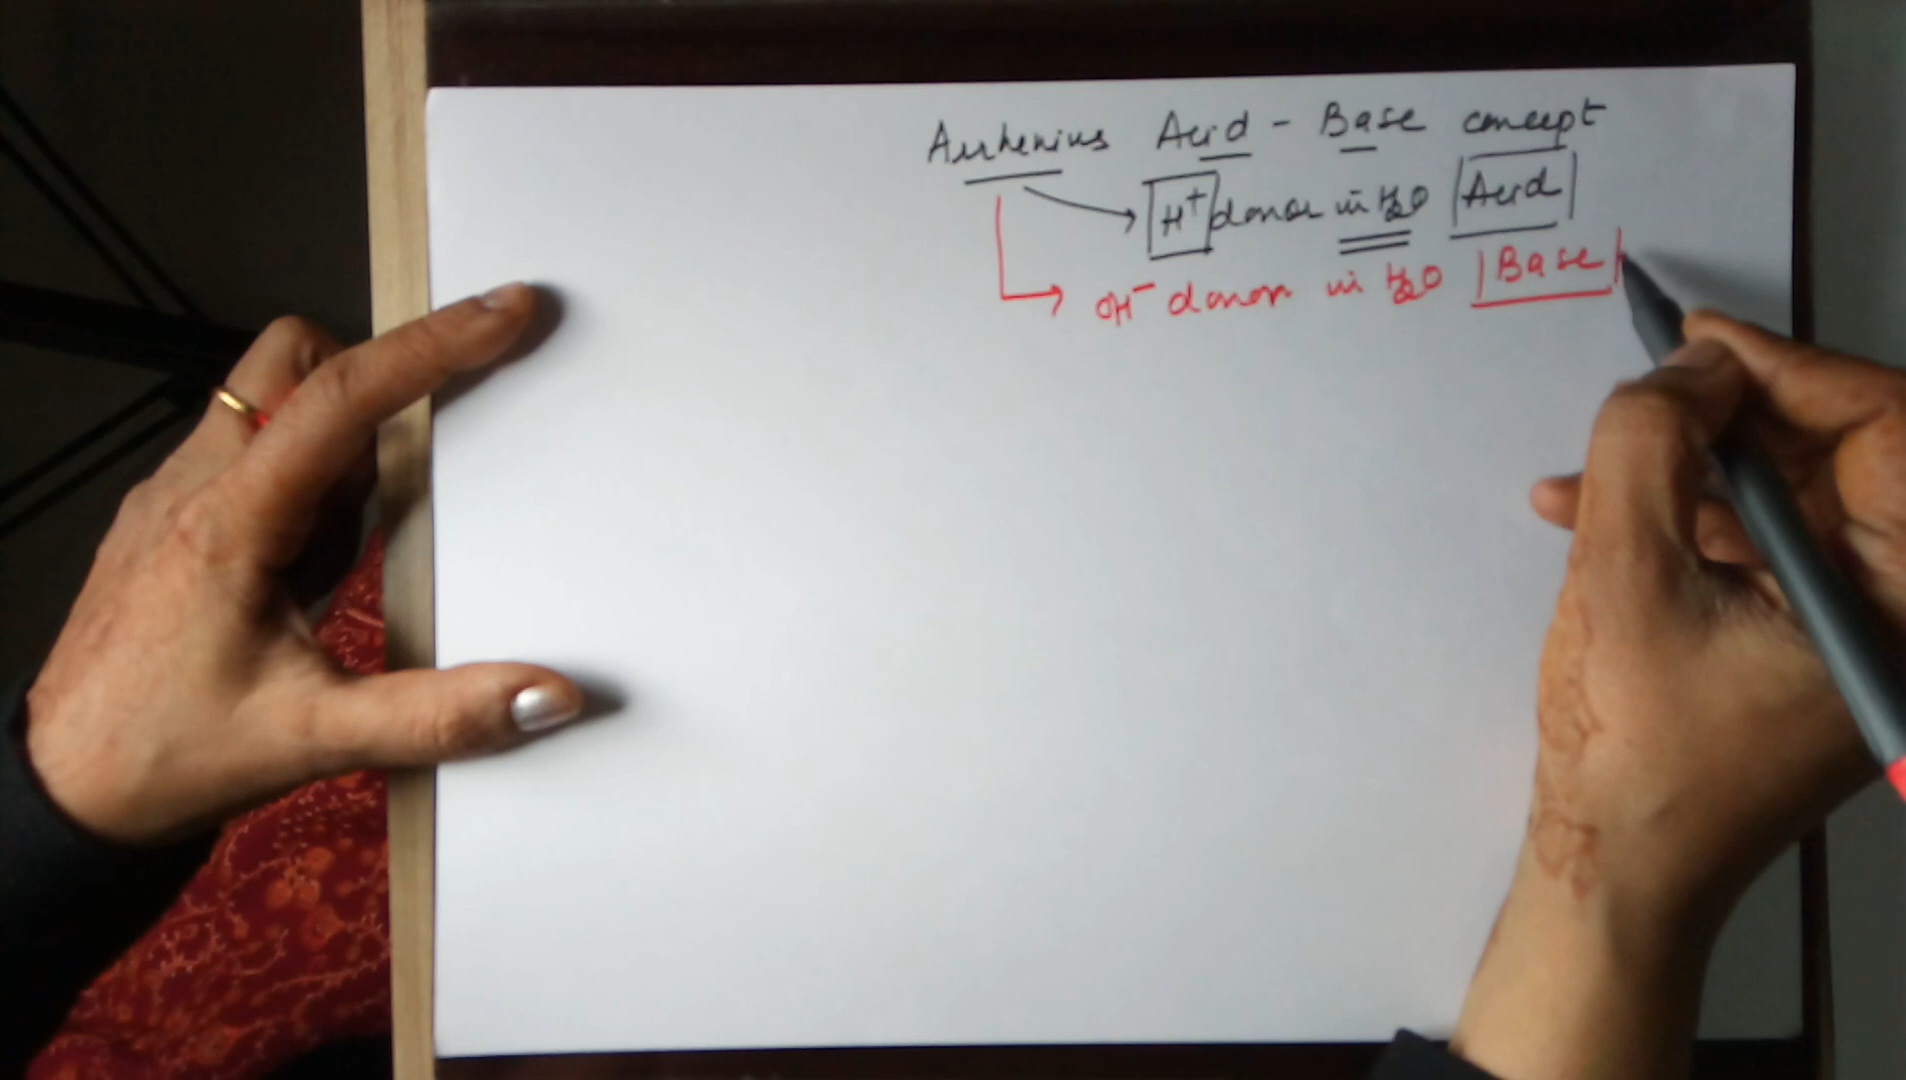 Arrhenius Acid - Base concept
H⁺ donor in H₂O Acid
OH⁻ donor in H₂O Base